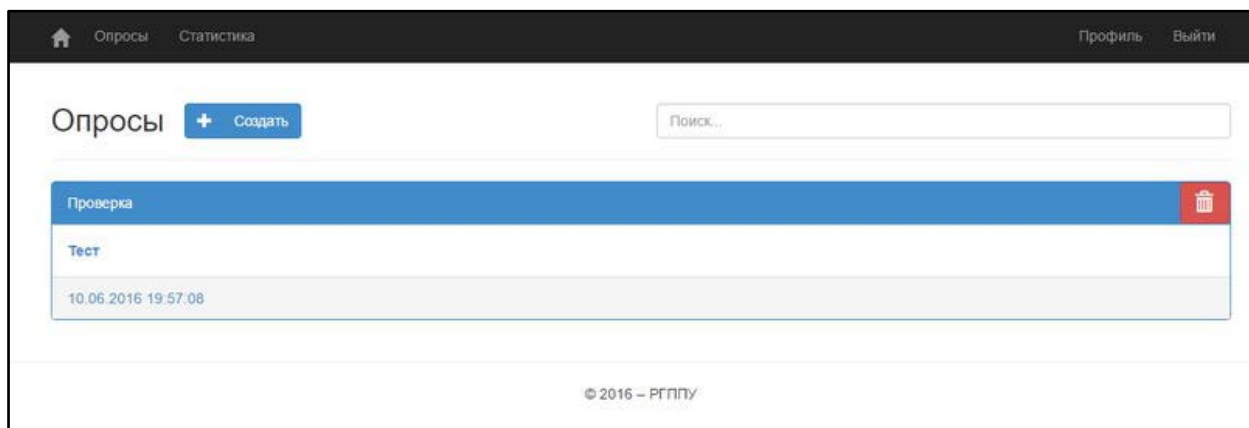 Опросы Статистика Профиль Выйти
Опросы Создать Поиск...
Проверка
Тест
10.06.2016 19:57:08
© 2016 – РГППУ